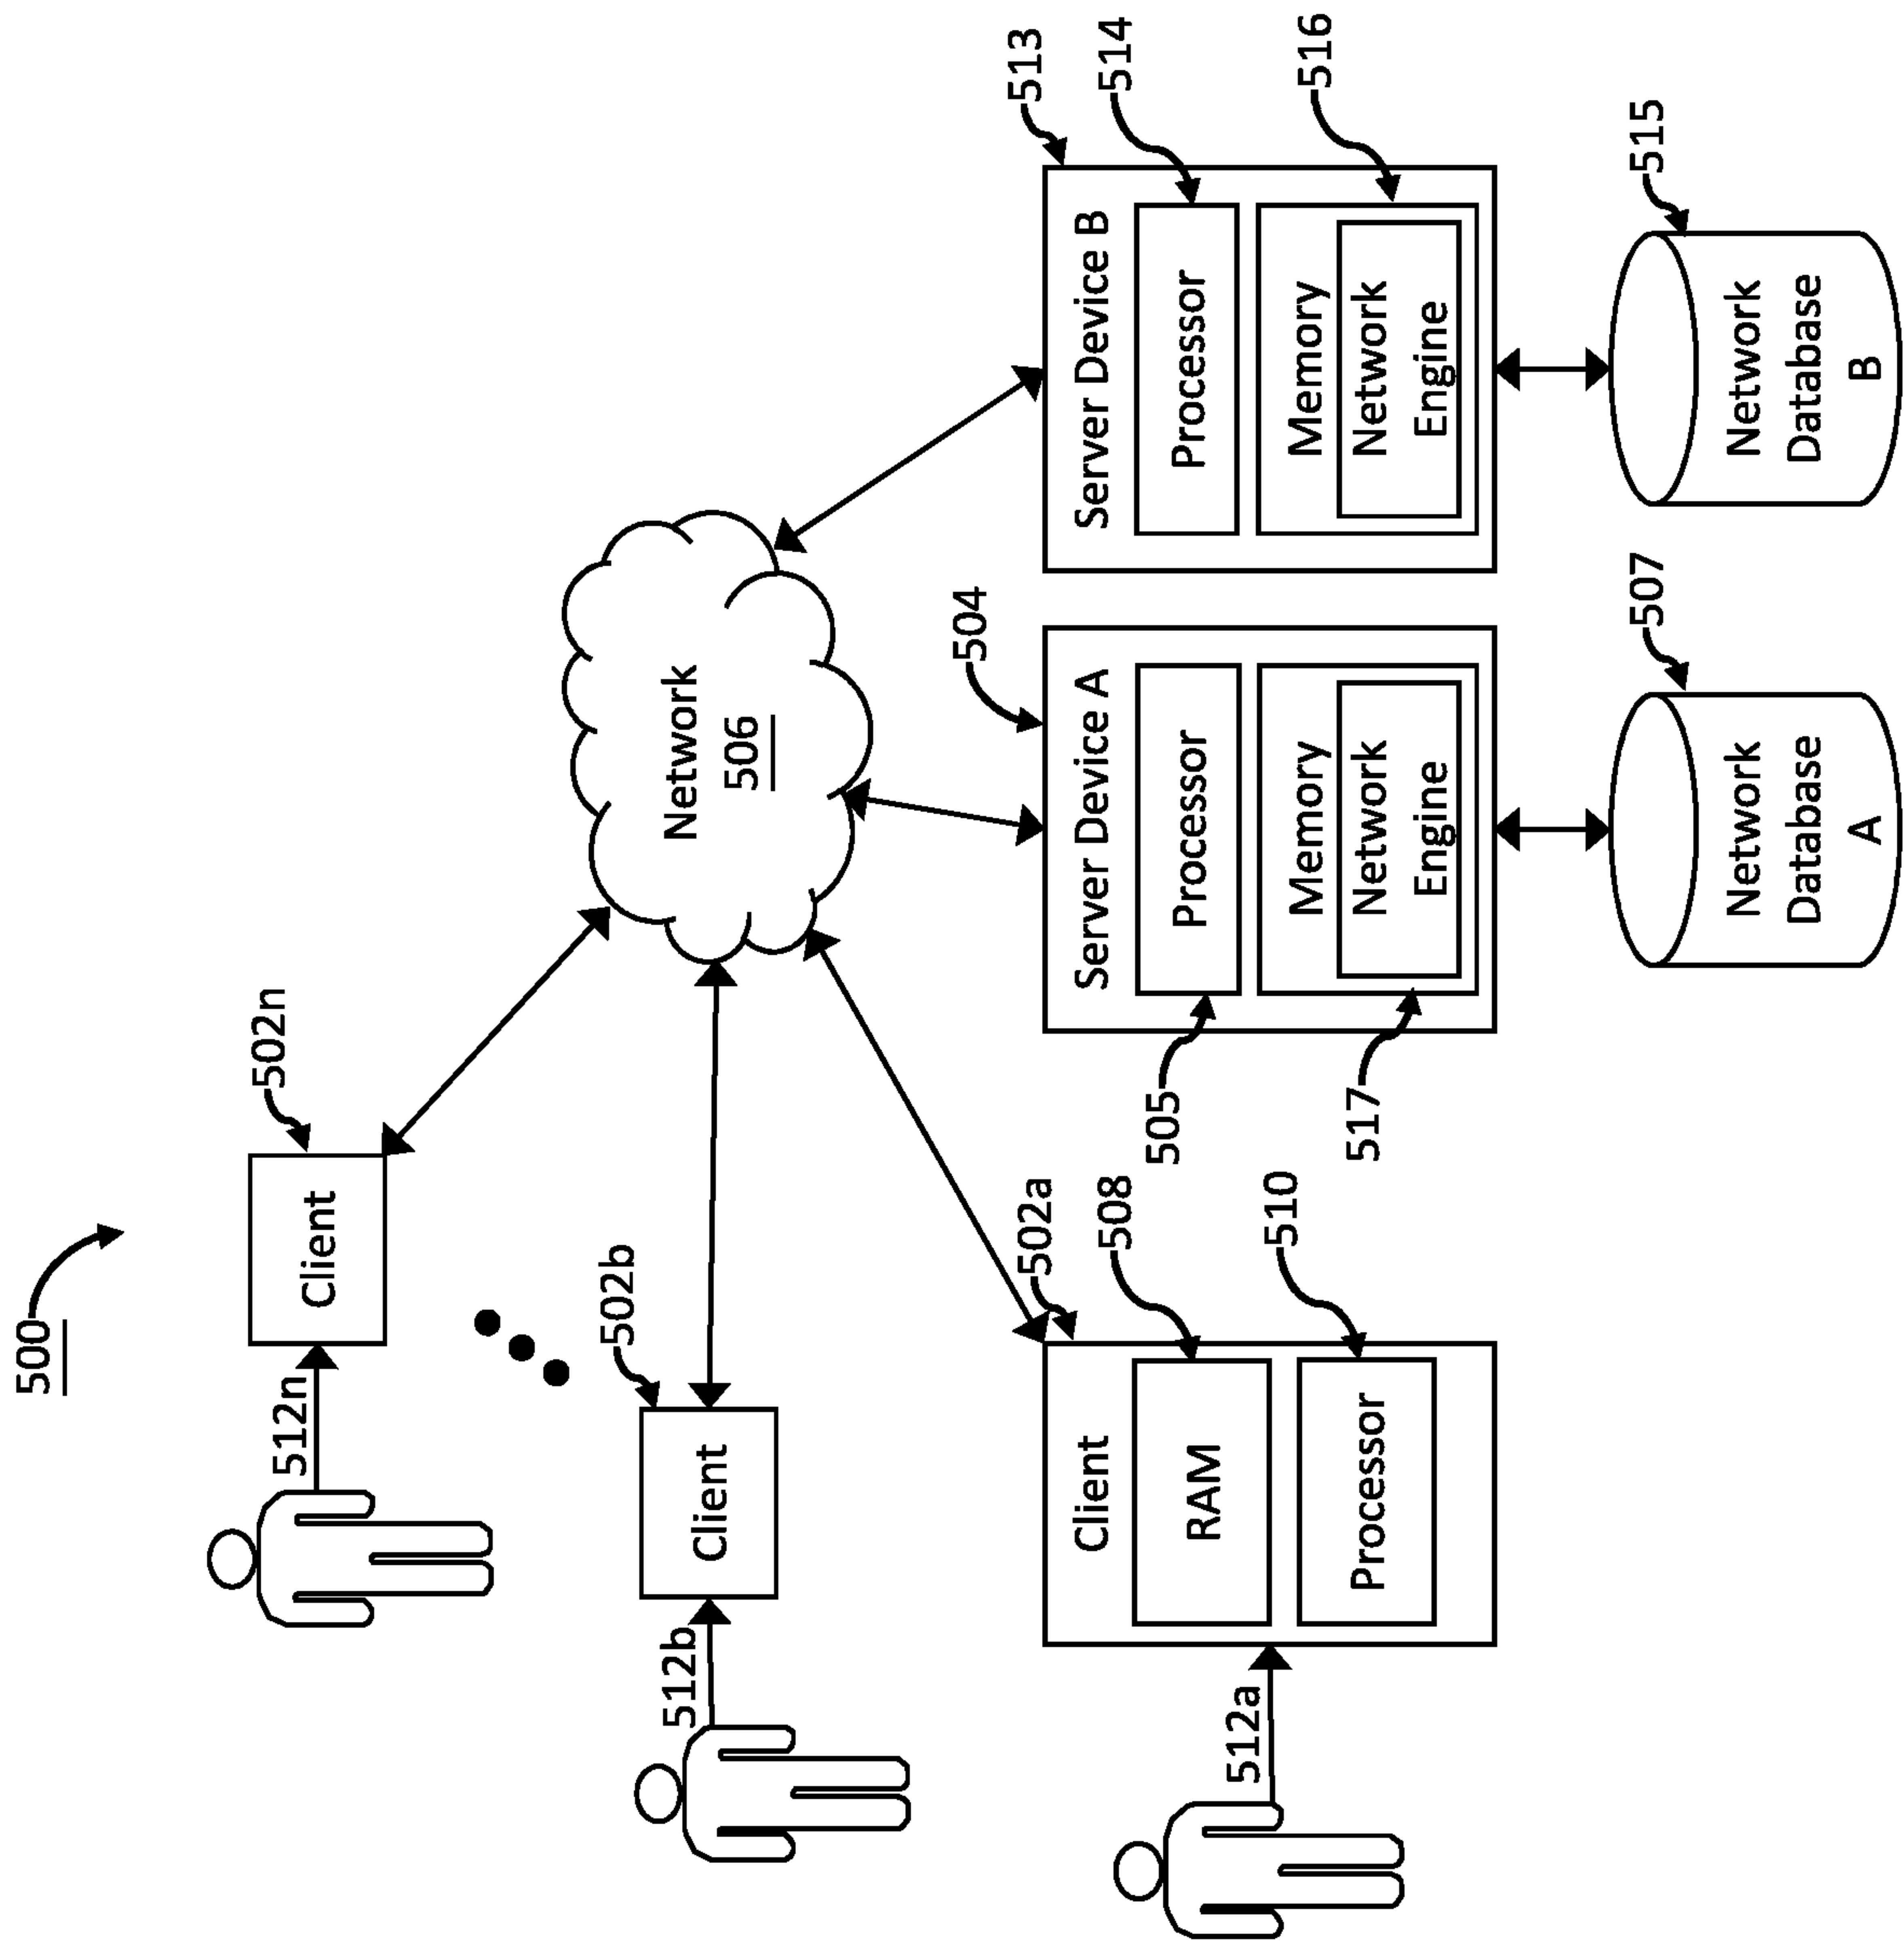 500
512n
Client
502n
512b
Client
502b
Network
506
512a
Client
502a
RAM
508
Processor
510
Server Device A
504
Processor
505
Memory
Network
Engine
517
Server Device B
513
Processor
514
Memory
516
Network
Engine
Network
Database
A
507
Network
Database
B
515